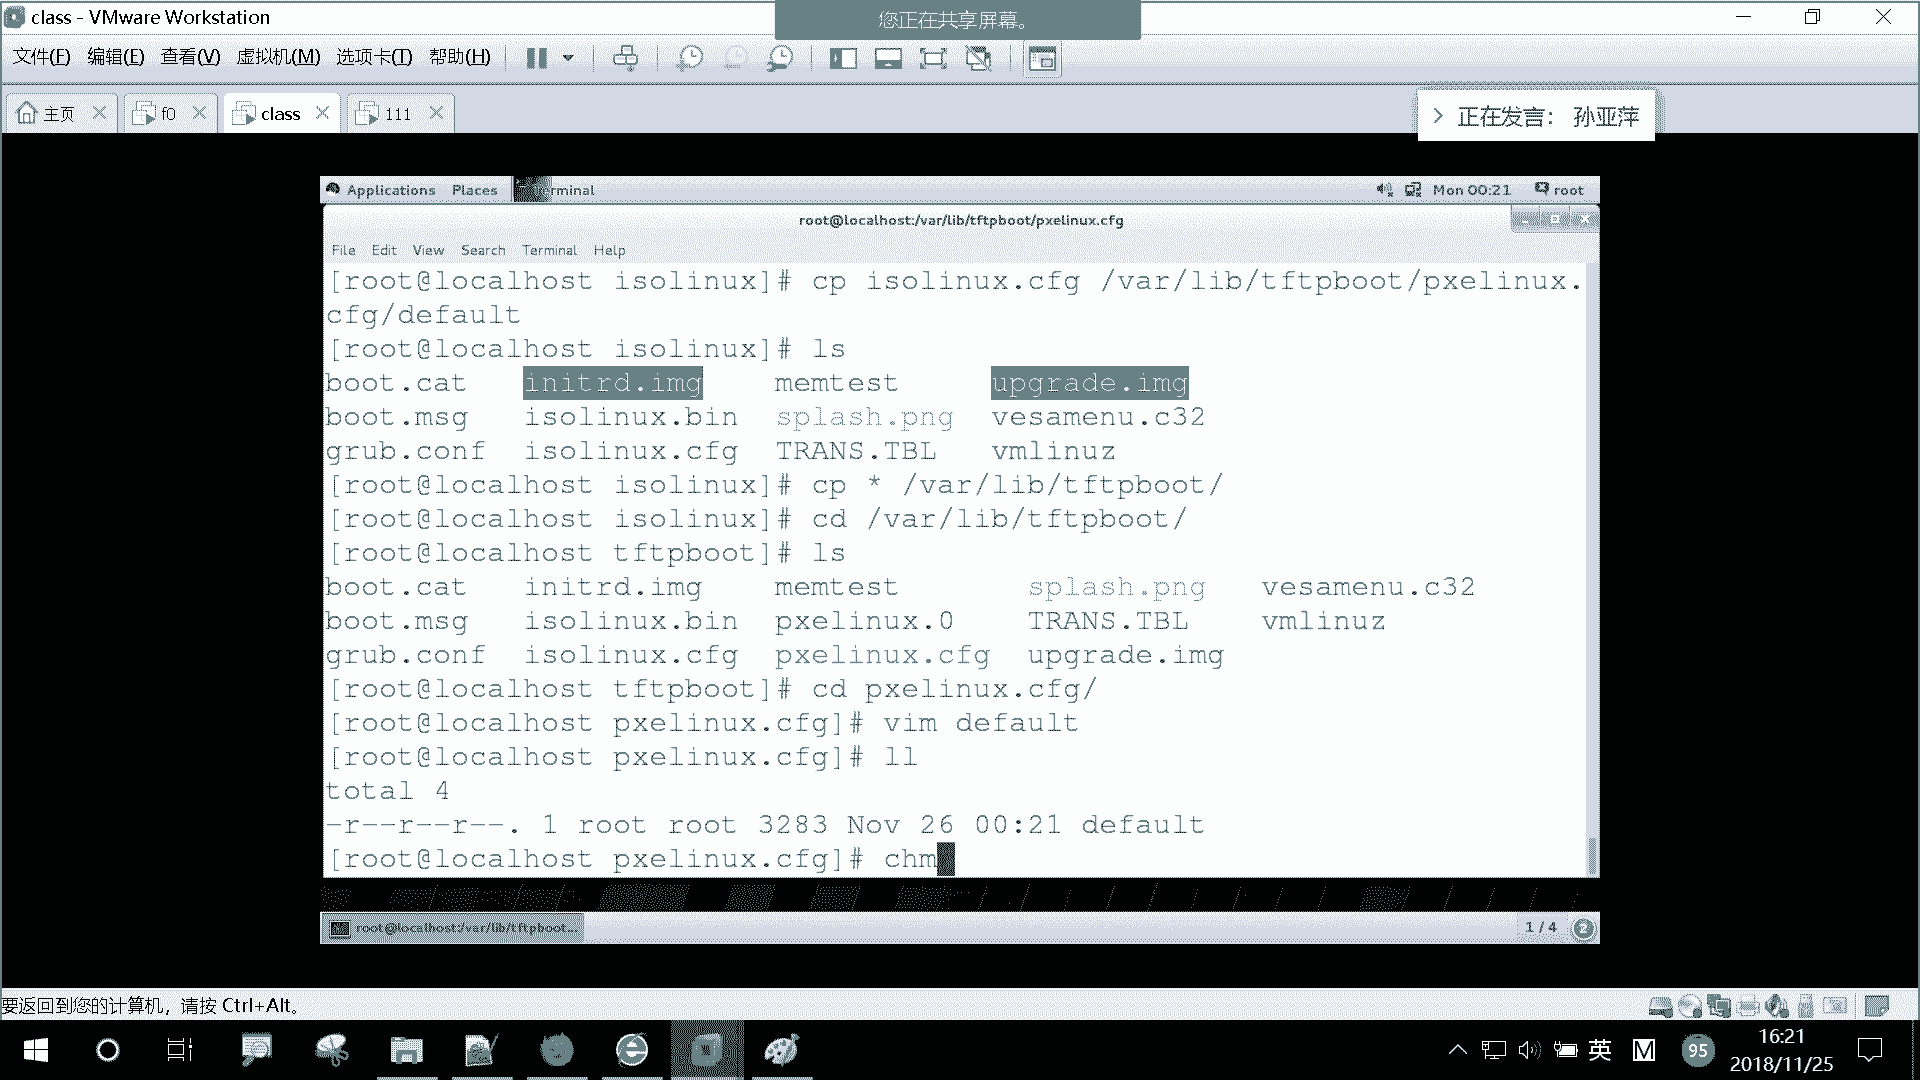 class - VMware Workstation
您正在共享屏幕。
文件(F) 编辑(E) 查看(V) 虚拟机(M) 选项卡(T) 帮助(H)
主页 f0 class 111
正在发言： 孙亚萍
Applications Places Terminal Mon 00:21 root
root@localhost:/var/lib/tftpboot/pxelinux.cfg
File Edit View Search Terminal Help
[root@localhost isolinux]# cp isolinux.cfg /var/lib/tftpboot/pxelinux.
cfg/default
[root@localhost isolinux]# ls
boot.cat initrd.img memtest upgrade.img
boot.msg isolinux.bin splash.png vesamenu.c32
grub.conf isolinux.cfg TRANS.TBL vmlinuz
[root@localhost isolinux]# cp * /var/lib/tftpboot/
[root@localhost isolinux]# cd /var/lib/tftpboot/
[root@localhost tftpboot]# ls
boot.cat initrd.img memtest splash.png vesamenu.c32
boot.msg isolinux.bin pxelinux.0 TRANS.TBL vmlinuz
grub.conf isolinux.cfg pxelinux.cfg upgrade.img
[root@localhost tftpboot]# cd pxelinux.cfg/
[root@localhost pxelinux.cfg]# vim default
[root@localhost pxelinux.cfg]# ll
total 4
-r--r--r--. 1 root root 3283 Nov 26 00:21 default
[root@localhost pxelinux.cfg]# chm
root@localhost:/var/lib/tftpboot... 1 / 4 2
要返回到您的计算机，请按 Ctrl+Alt。
英 M 95 16:21
2018/11/25